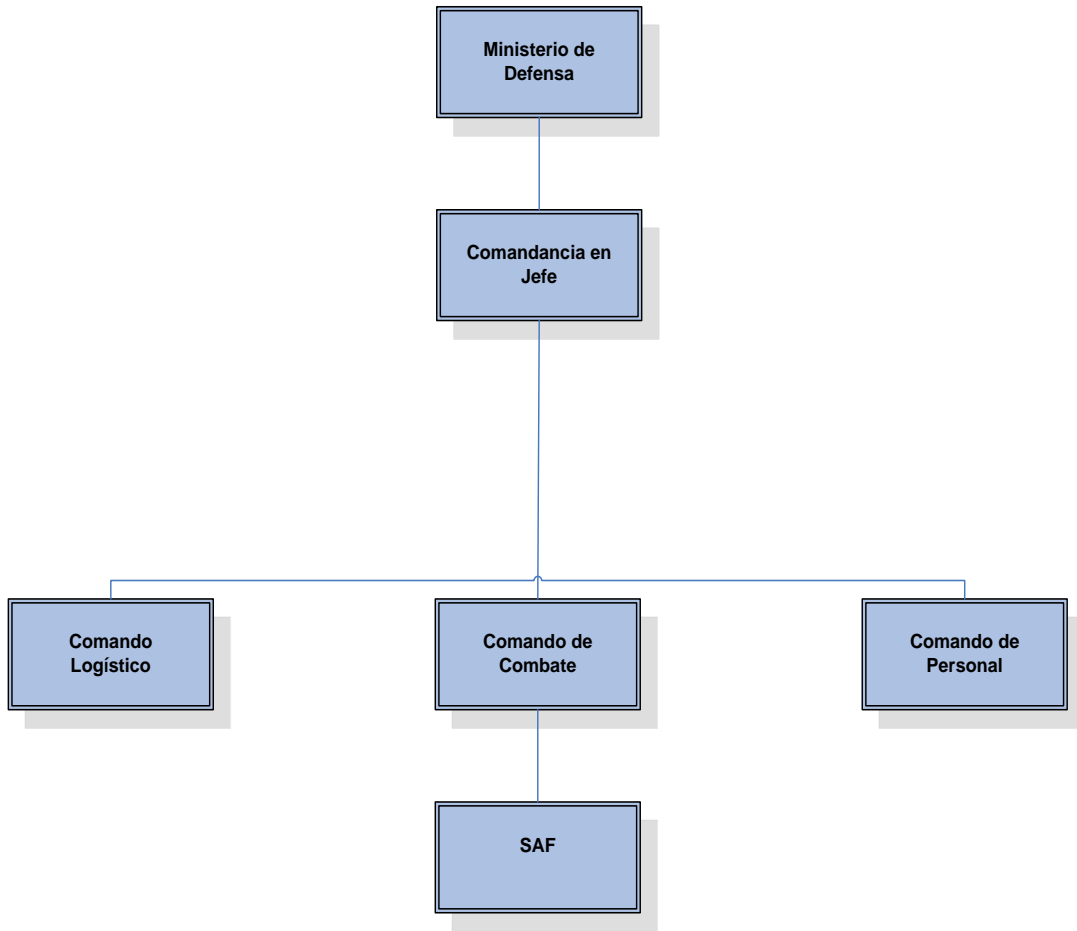 Ministerio de
Defensa
Comandancia en
Jefe
Comando
Logístico
Comando de
Combate
Comando de
Personal
SAF